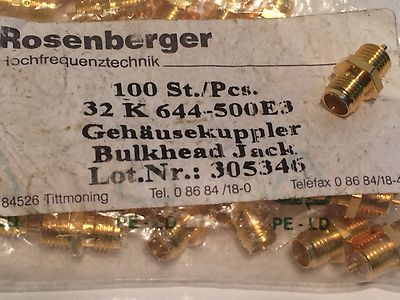 Rosenberger
Hochfrequenztechnik
100 St./Pcs.
32 K 644-500E3
Gehäusekuppler
Bulkhead Jack
Lot.Nr.: 305346
84526 Tittmoning Tel. 0 86 84/18-0 Telefax 0 86 84/18-4
PE-LD PE-LD